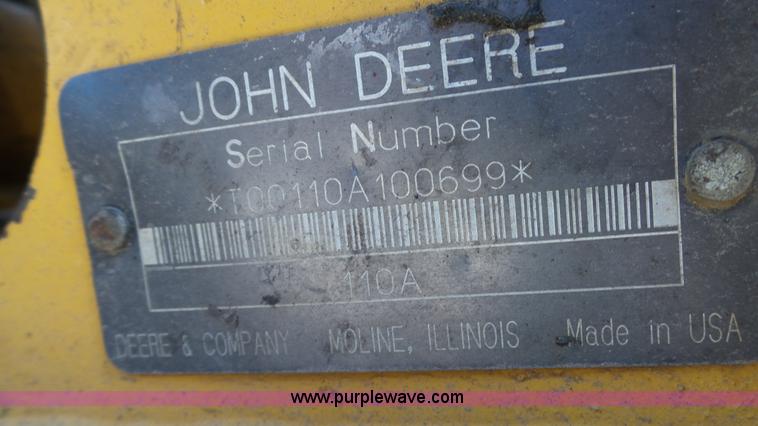 JOHN DEERE
Serial Number
*T00110A100699*
110A
DEERE & COMPANY MOLINE, ILLINOIS Made in USA
www.purplewave.com